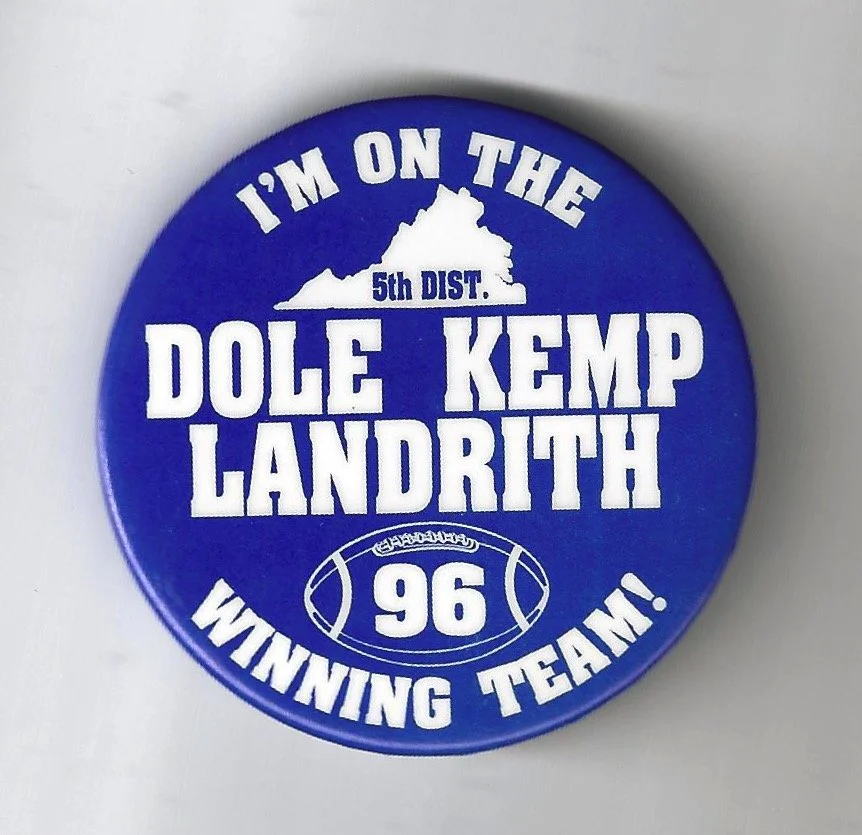 I'M ON THE
5th DIST.
DOLE KEMP
LANDRITH
96
WINNING TEAM!